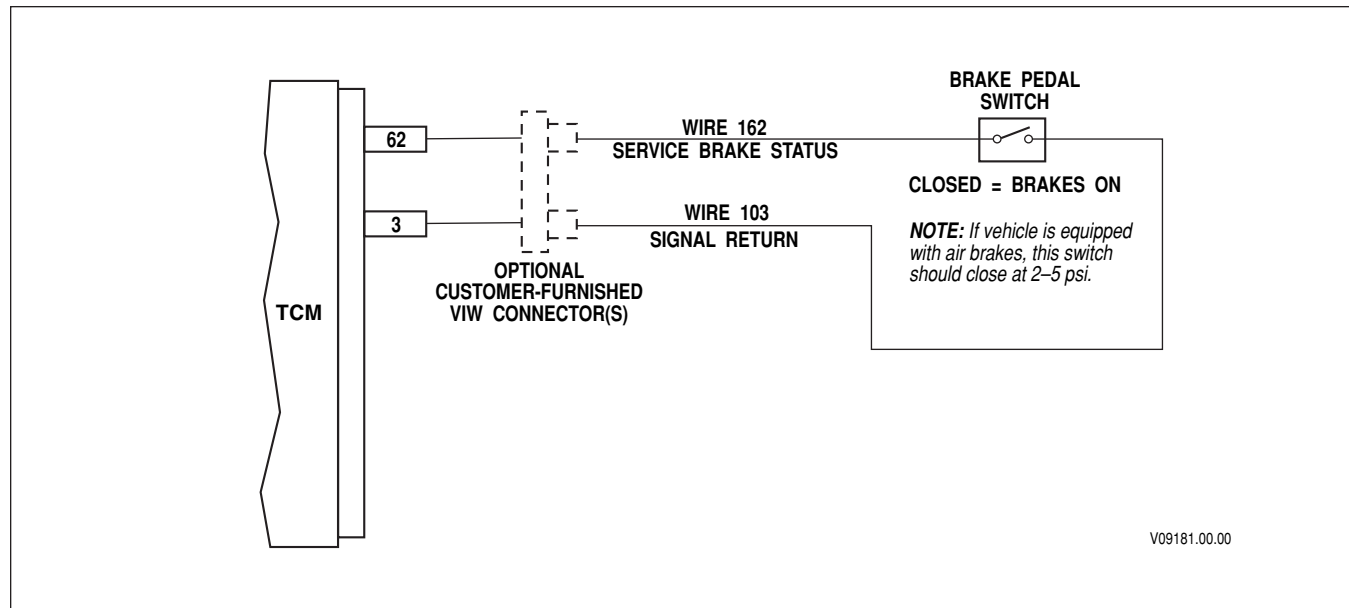 BRAKE PEDAL
SWITCH
62
WIRE 162
SERVICE BRAKE STATUS
CLOSED = BRAKES ON
3
WIRE 103
SIGNAL RETURN
NOTE: If vehicle is equipped
with air brakes, this switch
should close at 2–5 psi.
OPTIONAL
CUSTOMER-FURNISHED
VIW CONNECTOR(S)
TCM
V09181.00.00